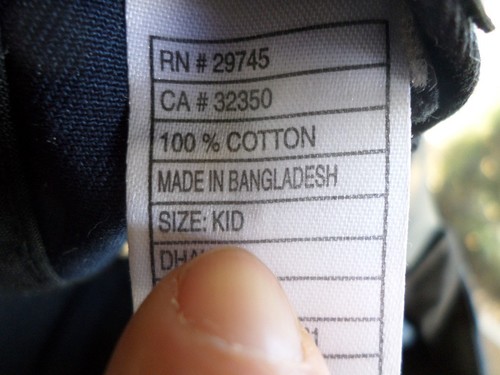 RN # 29745
CA # 32350
100 % COTTON
MADE IN BANGLADESH
SIZE: KID